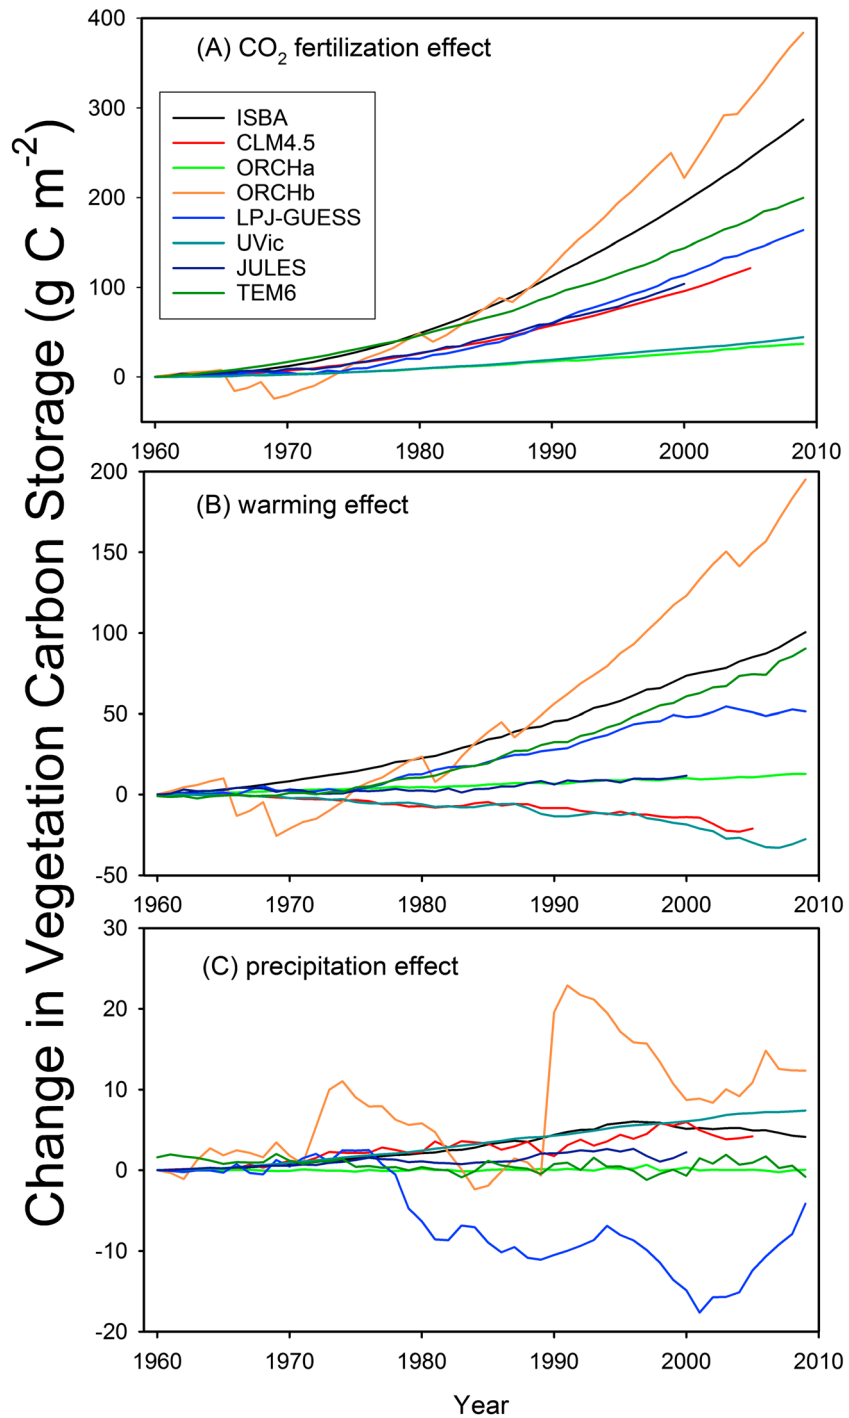 Change in Vegetation Carbon Storage (g C m⁻²)
(A) CO₂ fertilization effect
400
300
200
100
0
ISBA
CLM4.5
ORCHa
ORCHb
LPJ-GUESS
UVic
JULES
TEM6
1960 1970 1980 1990 2000 2010
(B) warming effect
200
150
100
50
0
-50
1960 1970 1980 1990 2000 2010
(C) precipitation effect
30
20
10
0
-10
-20
1960 1970 1980 1990 2000 2010
Year